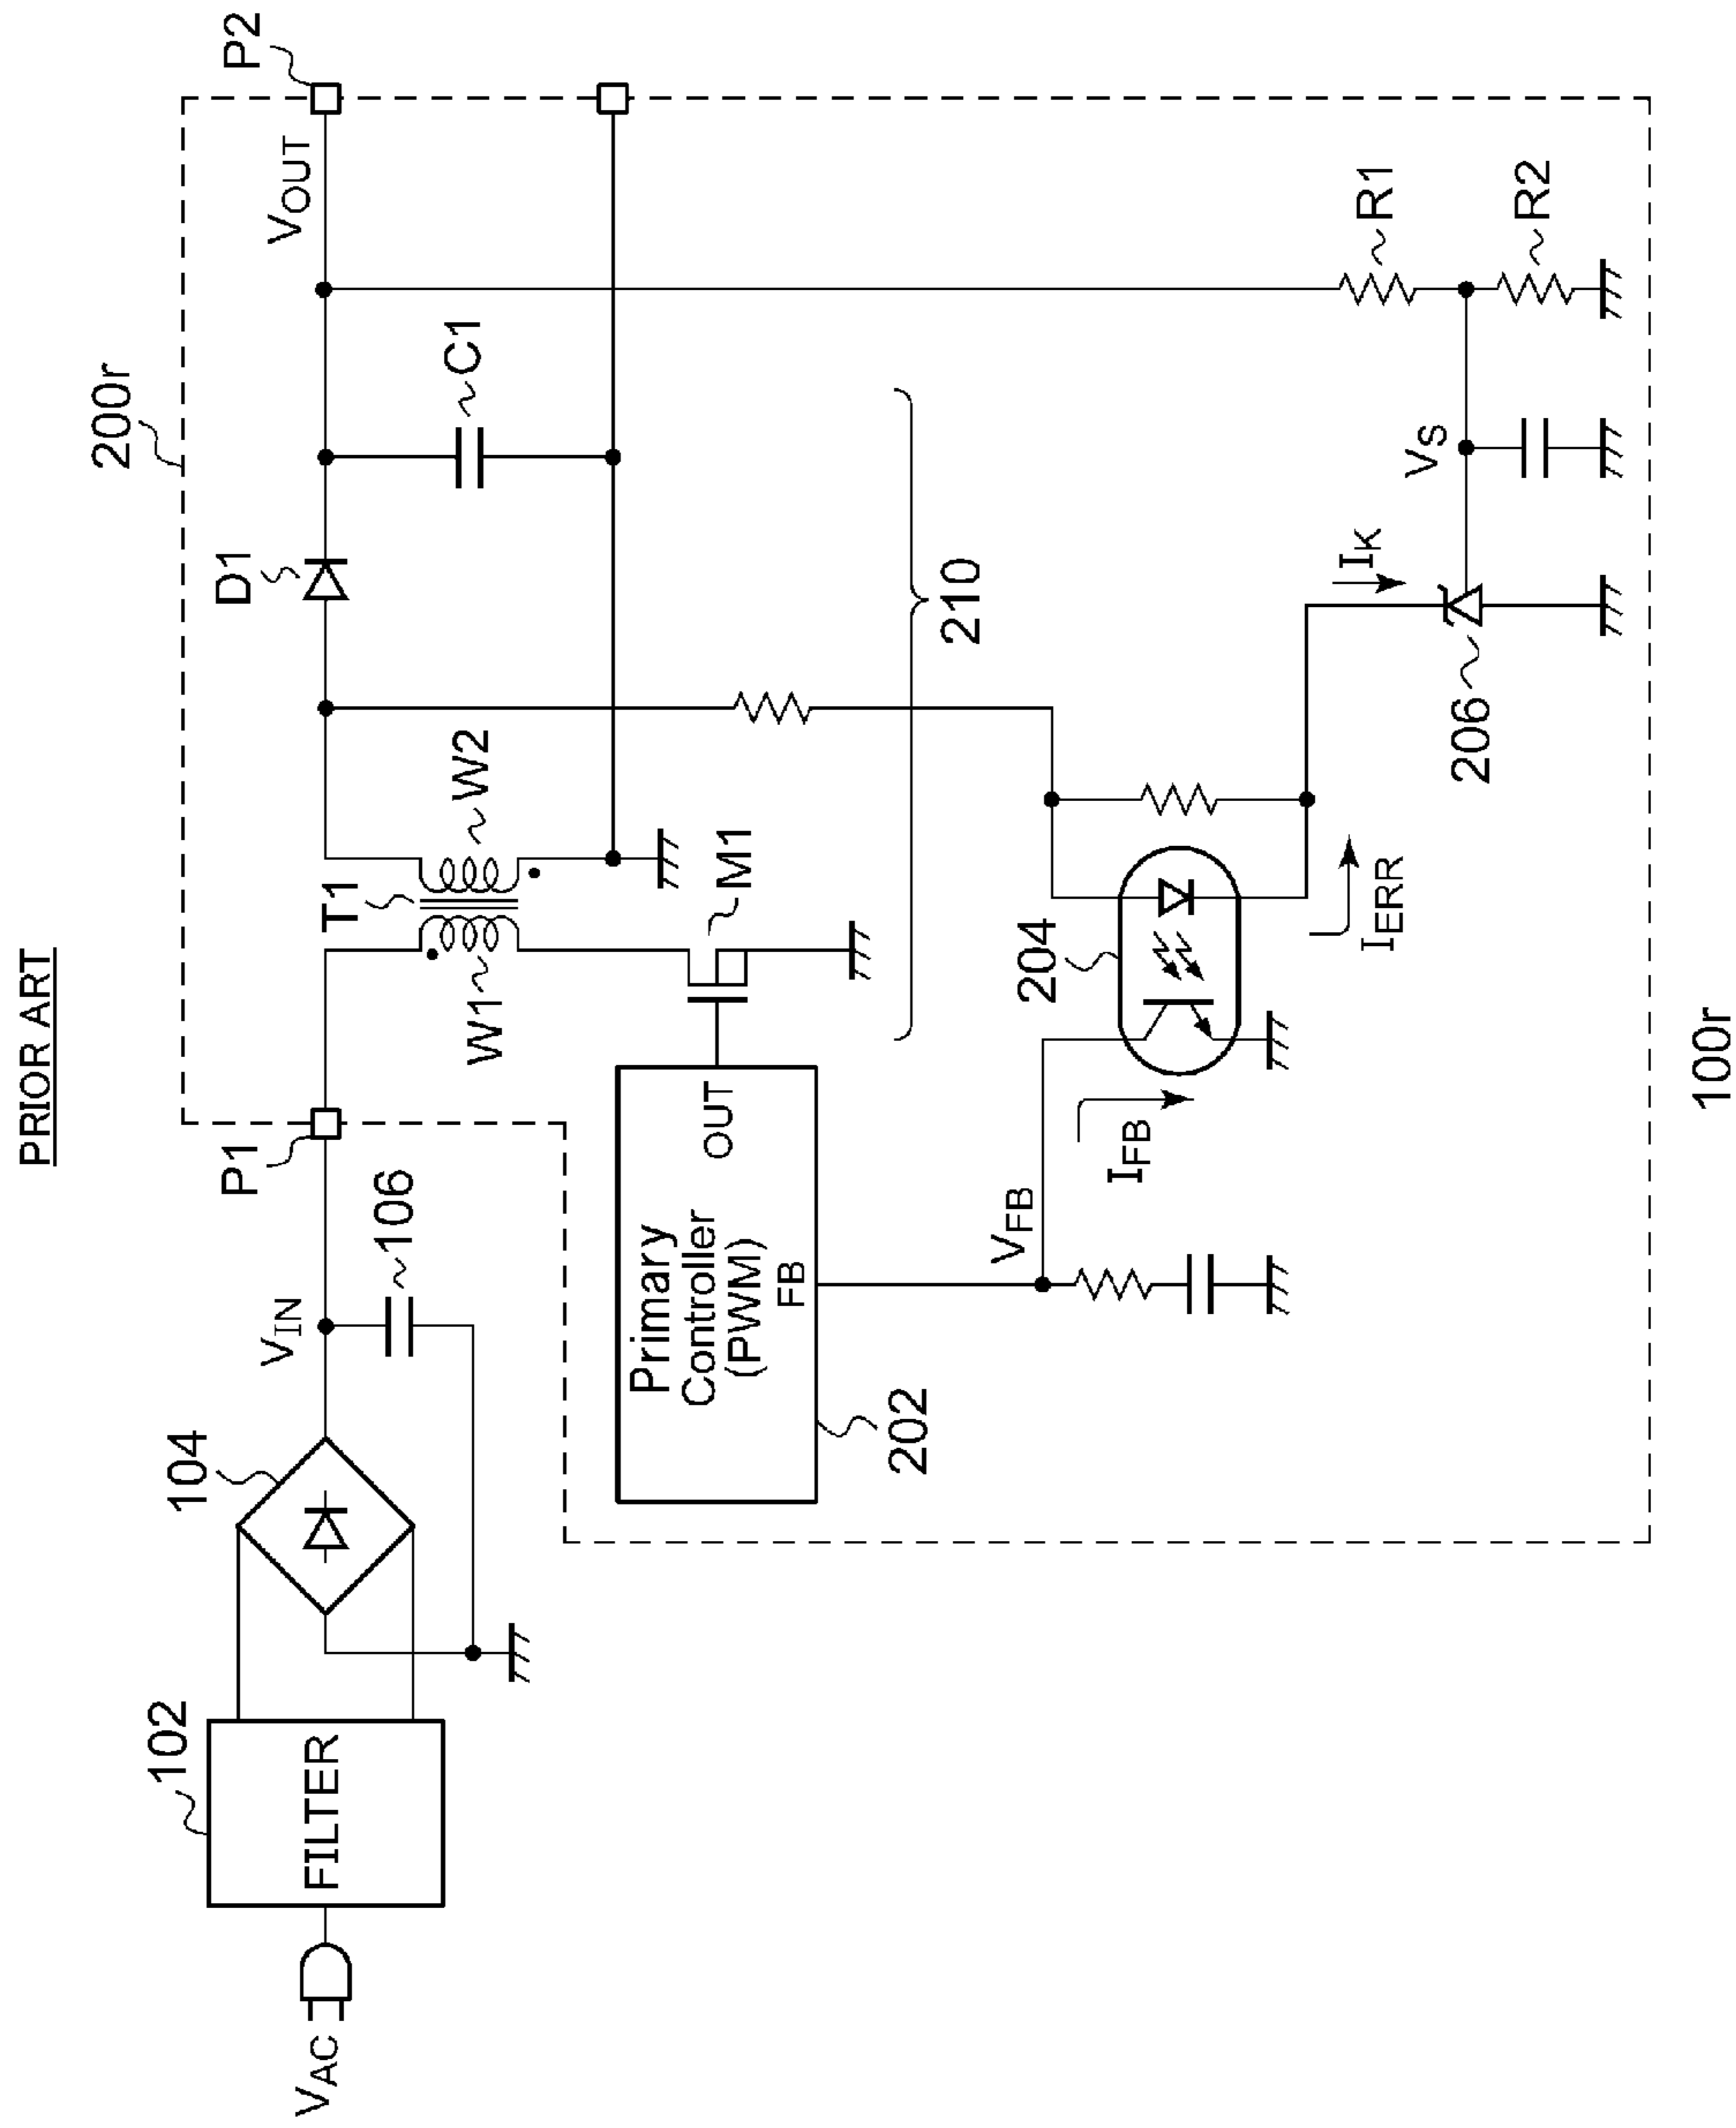 PRIOR ART
200r
P2
VOUT
D1
C1
P1
VIN
106
104
102
FILTER
VAC
T1
W1
W2
M1
210
Primary
Controller
(PWM)
OUT
FB
202
VFB
IFB
204
IERR
IK
206
VS
R1
R2
100r